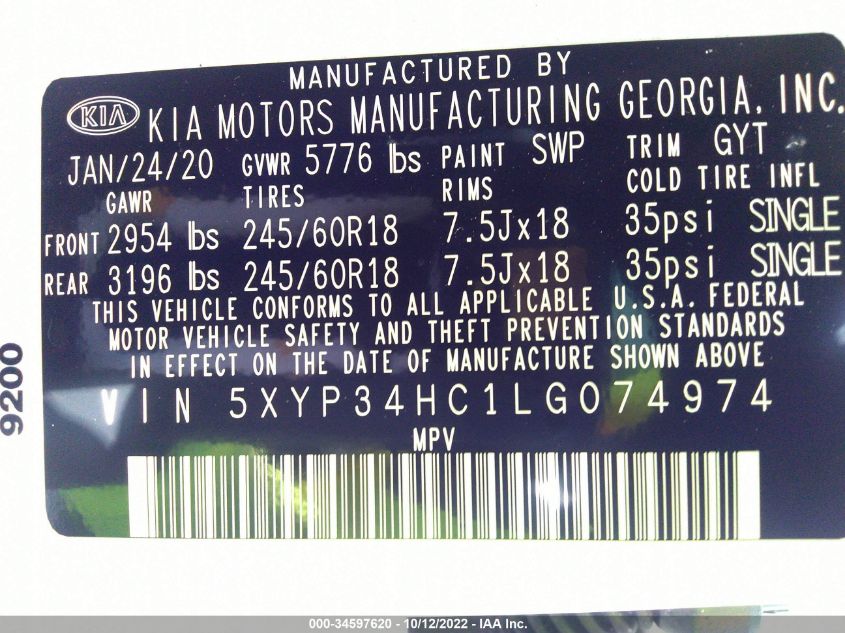 MANUFACTURED BY
KIA KIA MOTORS MANUFACTURING GEORGIA, INC.
JAN/24/20 GVWR 5776 lbs PAINT SWP TRIM GYT
GAWR TIRES RIMS COLD TIRE INFL
FRONT 2954 lbs 245/60R18 7.5Jx18 35psi SINGLE
REAR 3196 lbs 245/60R18 7.5Jx18 35psi SINGLE
THIS VEHICLE CONFORMS TO ALL APPLICABLE U.S.A. FEDERAL
MOTOR VEHICLE SAFETY AND THEFT PREVENTION STANDARDS
IN EFFECT ON THE DATE OF MANUFACTURE SHOWN ABOVE
VIN 5XYP34HC1LG074974
MPV
9200
000-34597620 - 10/12/2022 - IAA Inc.